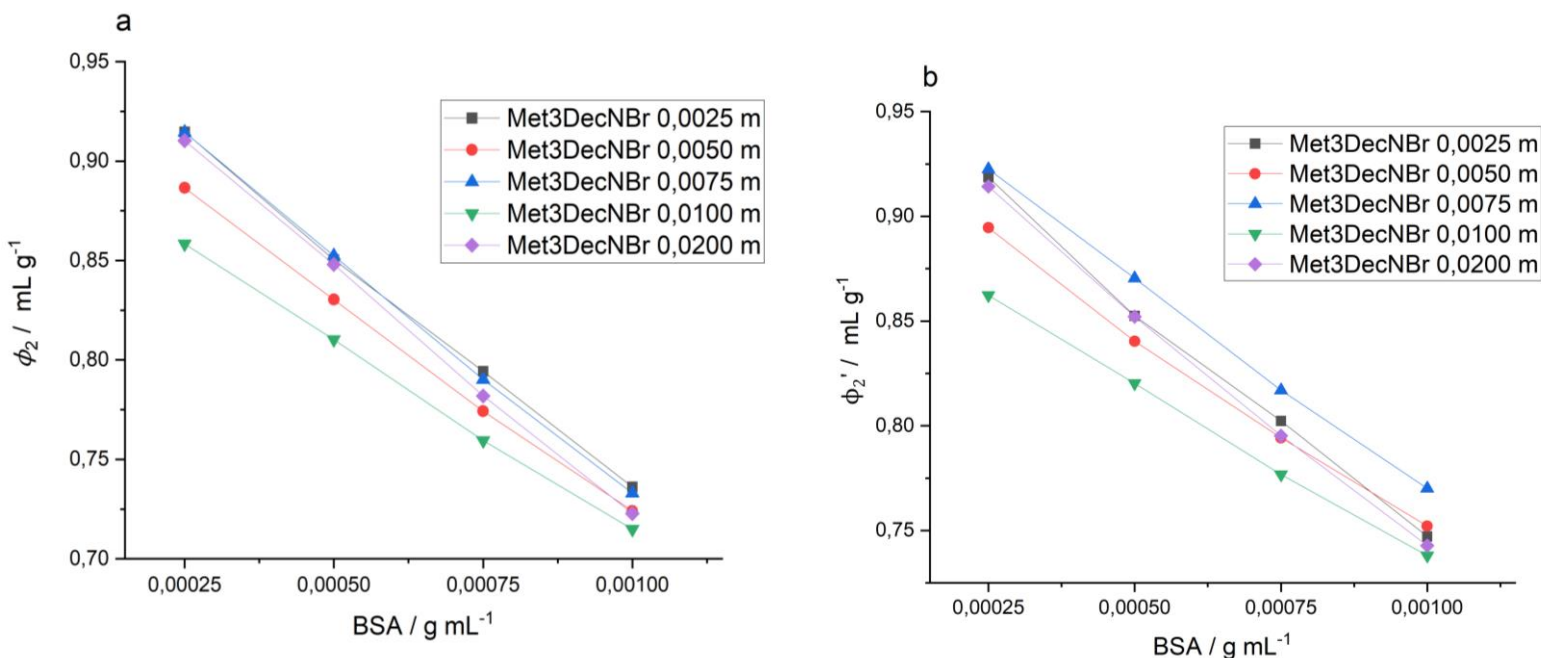 a
0,95
0,90
0,85
0,80
0,75
0,70
ϕ₂ / mL g⁻¹
Met3DecNBr 0,0025 m
Met3DecNBr 0,0050 m
Met3DecNBr 0,0075 m
Met3DecNBr 0,0100 m
Met3DecNBr 0,0200 m
0,00025 0,00050 0,00075 0,00100
BSA / g mL⁻¹
b
0,95
0,90
0,85
0,80
0,75
ϕ₂' / mL g⁻¹
Met3DecNBr 0,0025 m
Met3DecNBr 0,0050 m
Met3DecNBr 0,0075 m
Met3DecNBr 0,0100 m
Met3DecNBr 0,0200 m
0,00025 0,00050 0,00075 0,00100
BSA / g mL⁻¹